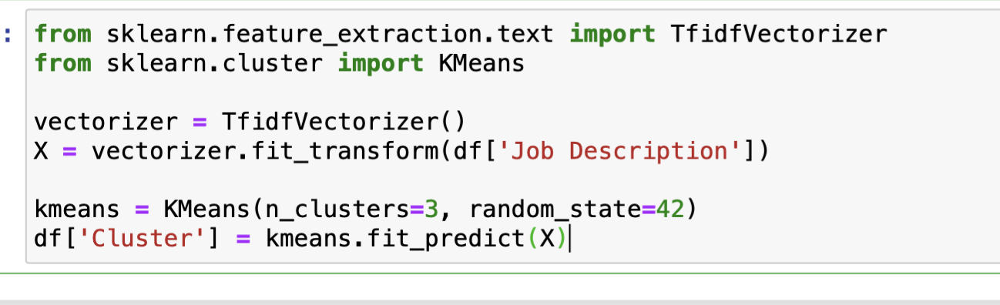 :
from sklearn.feature_extraction.text import TfidfVectorizer
from sklearn.cluster import KMeans
vectorizer = TfidfVectorizer()
X = vectorizer.fit_transform(df['Job Description'])
kmeans = KMeans(n_clusters=3, random_state=42)
df['Cluster'] = kmeans.fit_predict(X)